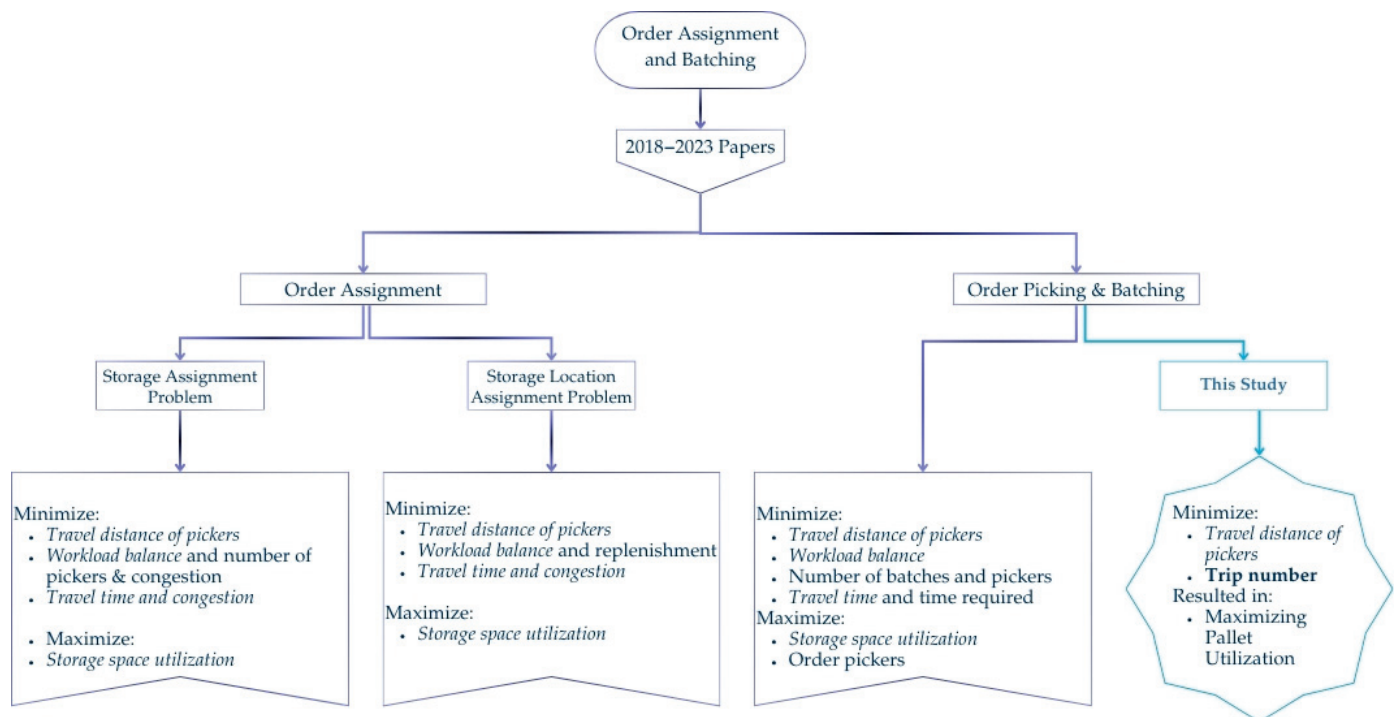 Order Assignment
and Batching
2018–2023 Papers
Order Assignment
Order Picking & Batching
Storage Assignment
Problem
Storage Location
Assignment Problem
This Study
Minimize:
• Travel distance of pickers
• Workload balance and number of
pickers & congestion
• Travel time and congestion
• Maximize:
• Storage space utilization
Minimize:
• Travel distance of pickers
• Workload balance and replenishment
• Travel time and congestion
Maximize:
• Storage space utilization
Minimize:
• Travel distance of pickers
• Workload balance
• Number of batches and pickers
• Travel time and time required
Maximize:
• Storage space utilization
• Order pickers
Minimize:
• Travel distance of
pickers
• Trip number
Resulted in:
• Maximizing
Pallet
Utilization